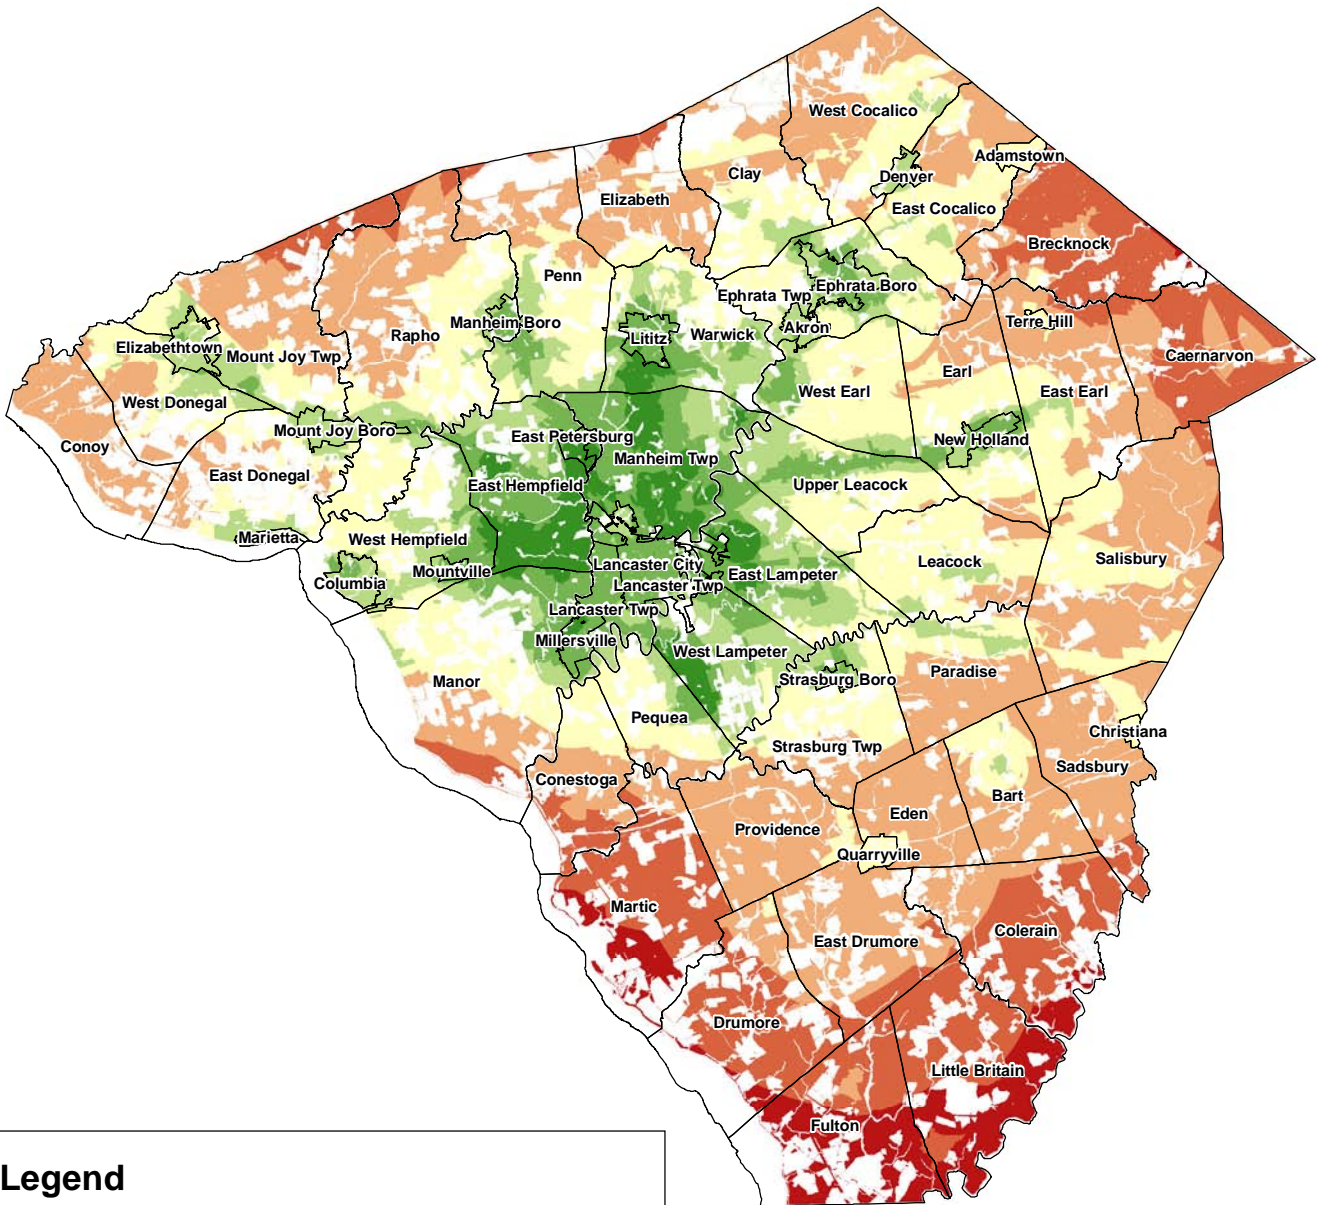 West Cocalico
Adamstown
Clay
Denver
Elizabeth
East Cocalico
Brecknock
Penn
Ephrata Twp
Ephrata Boro
Manheim Boro
Terre Hill
Akron
Rapho
Lititz
Warwick
Elizabethtown
Mount Joy Twp
Caernarvon
Earl
West Earl
East Earl
West Donegal
Mount Joy Boro
East Petersburg
New Holland
Conoy
Manheim Twp
East Donegal
East Hempfield
Upper Leacock
Marietta
West Hempfield
Salisbury
Lancaster City
Leacock
Mountville
East Lampeter
Columbia
Lancaster Twp
Lancaster Twp
Millersville
West Lampeter
Paradise
Manor
Strasburg Boro
Pequea
Christiana
Strasburg Twp
Sadsbury
Conestoga
Bart
Eden
Providence
Quarryville
Martic
Colerain
East Drumore
Drumore
Little Britain
Fulton
Legend